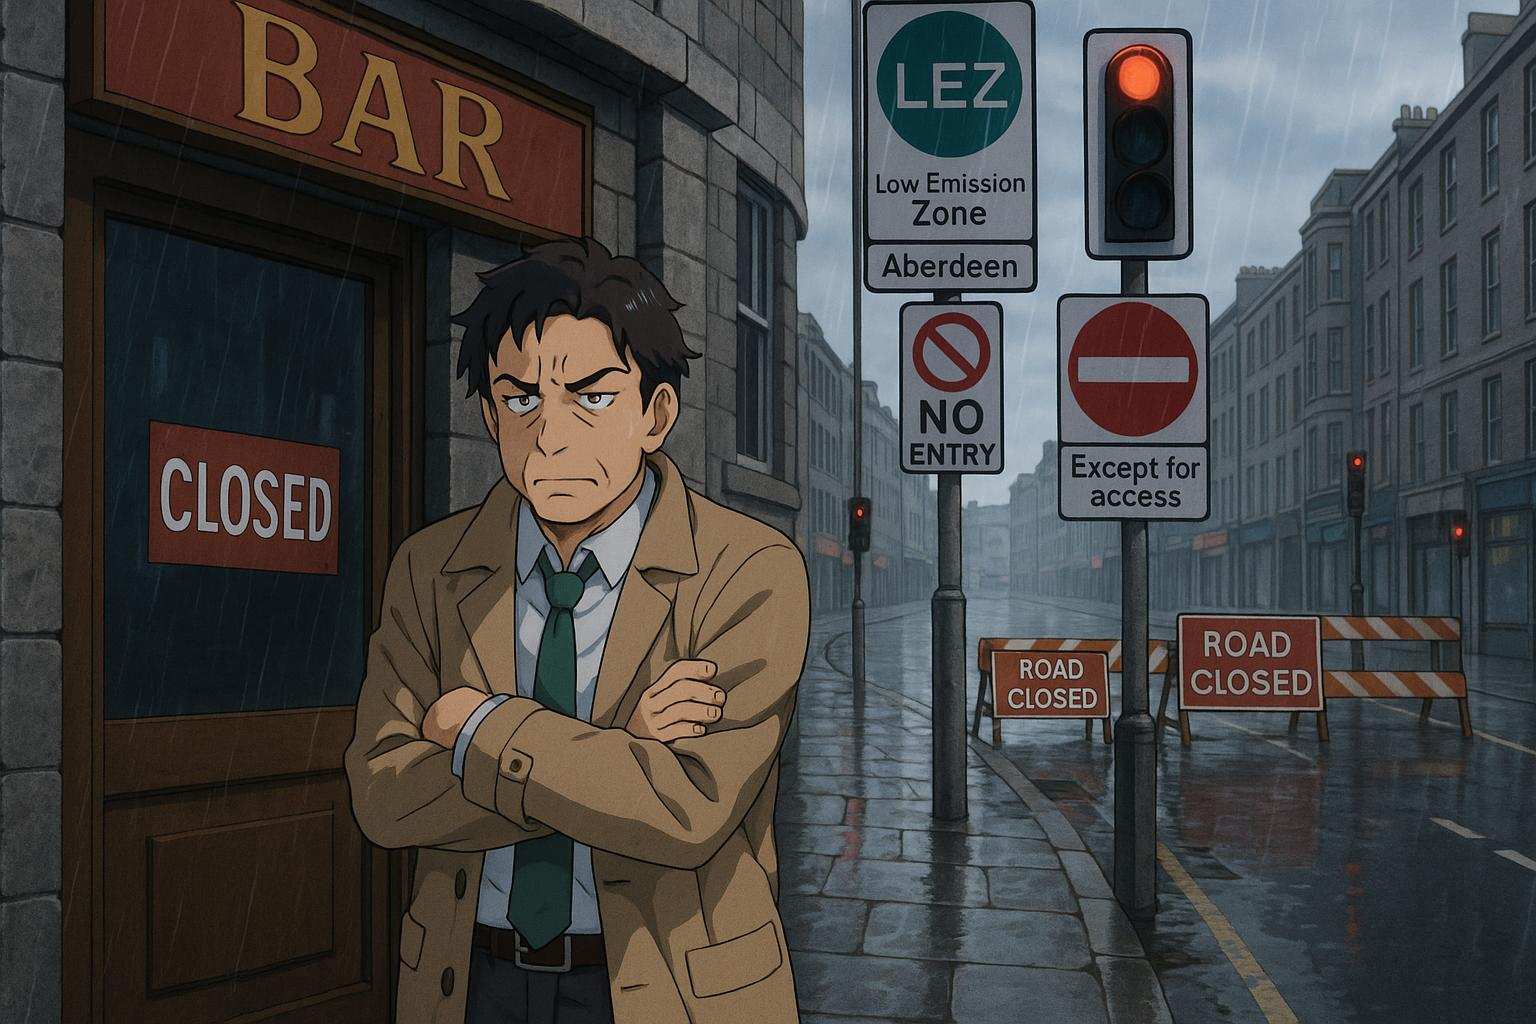 BAR
CLOSED
LEZ
Low Emission
Zone
Aberdeen
NO
ENTRY
Except for
access
ROAD
CLOSED
ROAD
CLOSED